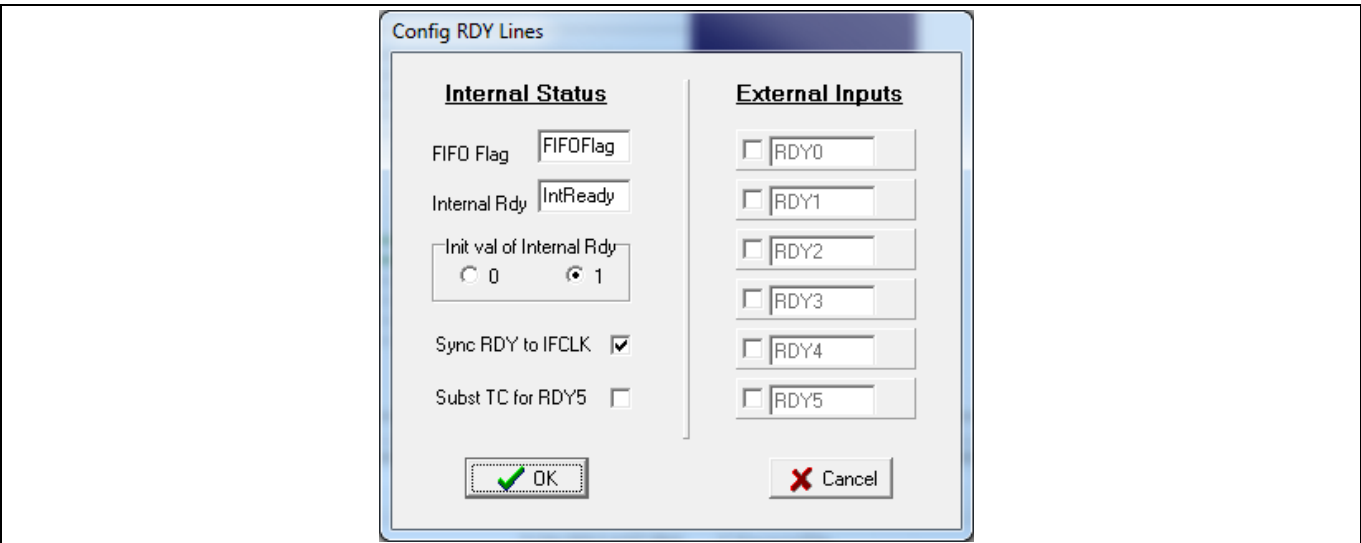 Config RDY Lines
Internal Status
FIFO Flag FIFOFlag
Internal Rdy IntReady
Init val of Internal Rdy
0 1
Sync RDY to IFCLK
Subst TC for RDY5
OK
External Inputs
RDY0
RDY1
RDY2
RDY3
RDY4
RDY5
Cancel